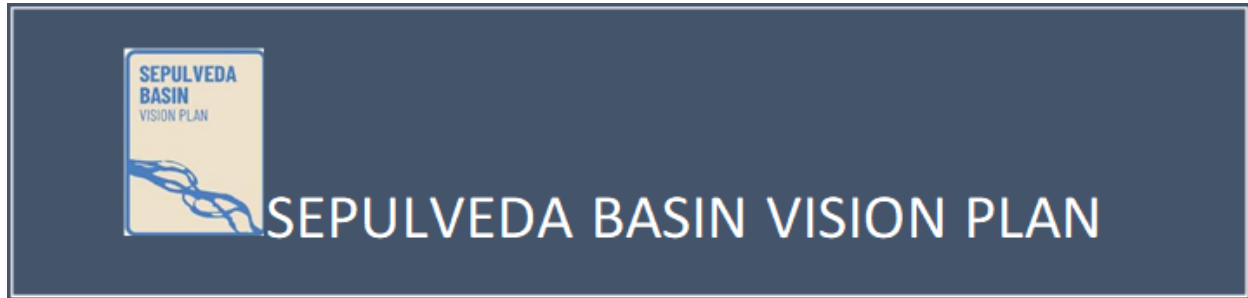 SEPULVEDA
BASIN
VISION PLAN
SEPULVEDA BASIN VISION PLAN